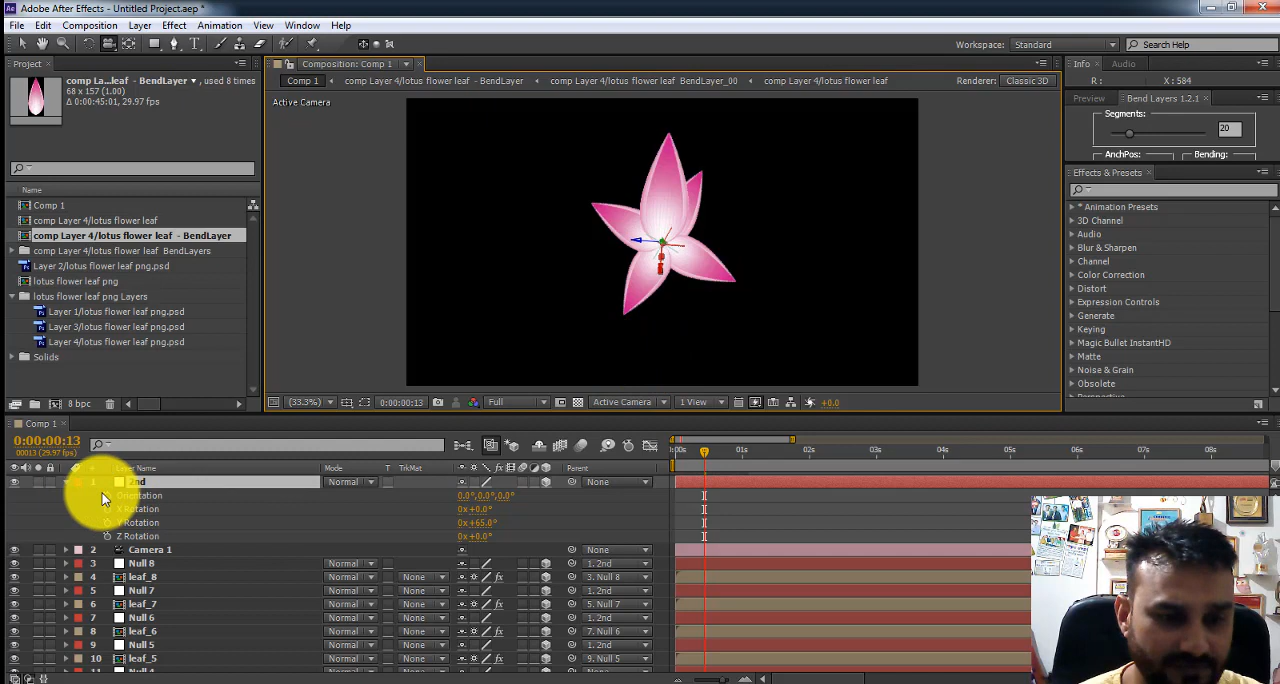 Adobe After Effects - Untitled Project.aep *
File Edit Composition Layer Effect Animation View Window Help
Workspace: Standard Search Help
Project
comp La...leaf - BendLayer ▼, used 8 times
68 x 157 (1.00)
Δ 0:00:45:01, 29.97 fps
Name
Comp 1
comp Layer 4/lotus flower leaf
comp Layer 4/lotus flower leaf - BendLayer
comp Layer 4/lotus flower leaf BendLayers
Layer 2/lotus flower leaf png.psd
lotus flower leaf png
lotus flower leaf png Layers
Layer 1/lotus flower leaf png.psd
Layer 3/lotus flower leaf png.psd
Layer 4/lotus flower leaf png.psd
Solids
8 bpc
Composition: Comp 1
Comp 1 comp Layer 4/lotus flower leaf - BendLayer comp Layer 4/lotus flower leaf BendLayer_00 comp Layer 4/lotus flower leaf Renderer: Classic 3D
Active Camera
(33.3%) 0:00:00:13 Full Active Camera 1 View +0.0
Info Audio
R : X : 584
Preview Bend Layers 1.2.1
Segments:
20
AnchPos: Bending:
Effects & Presets
* Animation Presets
3D Channel
Audio
Blur & Sharpen
Channel
Color Correction
Distort
Expression Controls
Generate
Keying
Magic Bullet InstantHD
Matte
Noise & Grain
Obsolete
Comp 1
0:00:00:13
00013 (29.97 fps)
# Layer Name Mode T TrkMat Parent
:00s 01s 02s 03s 04s 05s
1 2nd Normal None
Orientation 0.0°,0.0°,0.0°
X Rotation 0x+0.0°
Y Rotation 0x+65.0°
Z Rotation 0x+0.0°
2 Camera 1 None
3 Null 8 Normal 1. 2nd
4 leaf_8 Normal None 3. Null 8
5 Null 7 Normal None 1. 2nd
6 leaf_7 Normal None 5. Null 7
7 Null 6 Normal None 1. 2nd
8 leaf_6 Normal None 7. Null 6
9 Null 5 Normal None 1. 2nd
10 leaf_5 Normal None 9. Null 5